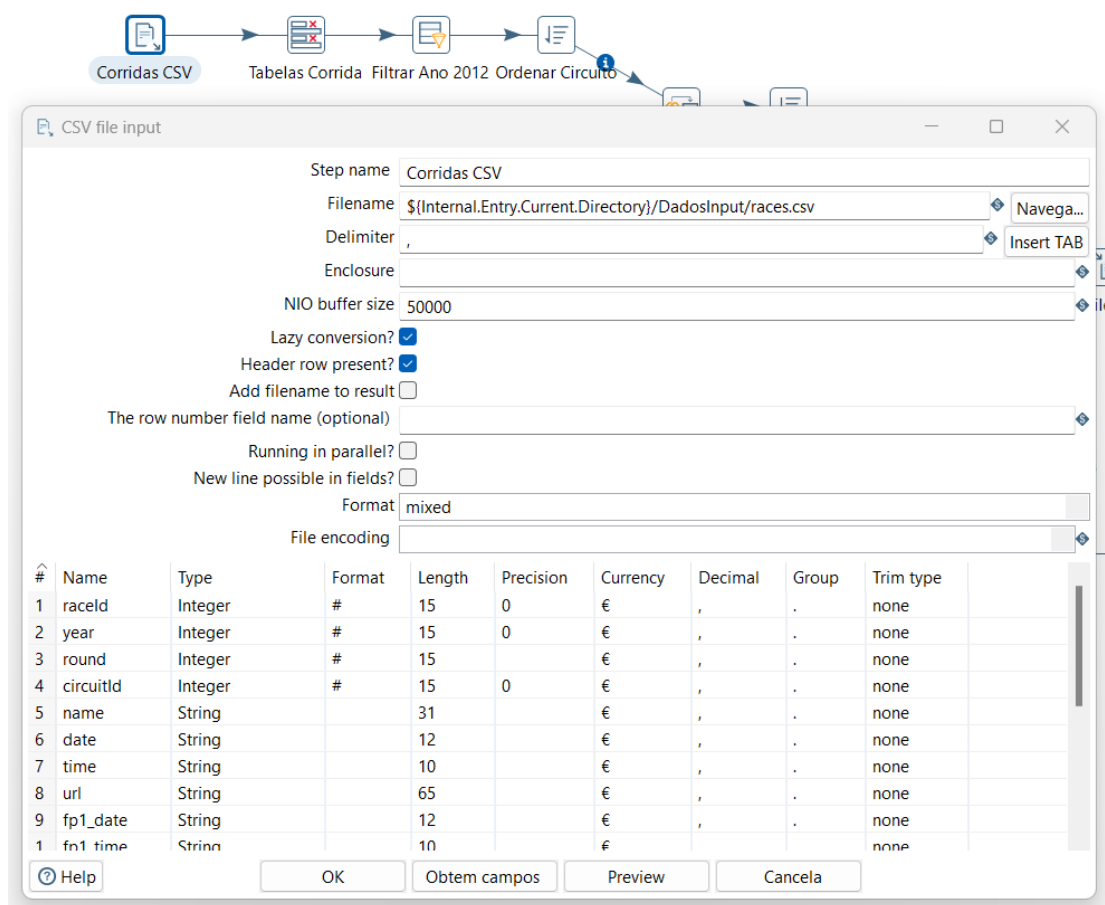 Corridas CSV Tabelas Corrida Filtrar Ano 2012 Ordenar Circuito
CSV file input
Step name Corridas CSV
Filename ${Internal.Entry.Current.Directory}/DadosInput/races.csv Navega...
Delimiter , Insert TAB
Enclosure
NIO buffer size 50000
Lazy conversion?
Header row present?
Add filename to result
The row number field name (optional)
Running in parallel?
New line possible in fields?
Format mixed
File encoding
# Name Type Format Length Precision Currency Decimal Group Trim type
1 raceId Integer # 15 0 € , . none
2 year Integer # 15 0 € , . none
3 round Integer # 15 € , . none
4 circuitId Integer # 15 0 € , . none
5 name String 31 € , . none
6 date String 12 € , . none
7 time String 10 € , . none
8 url String 65 € , . none
9 fp1_date String 12 € , . none
1 fp1_time String 10 € none
Help OK Obtem campos Preview Cancela